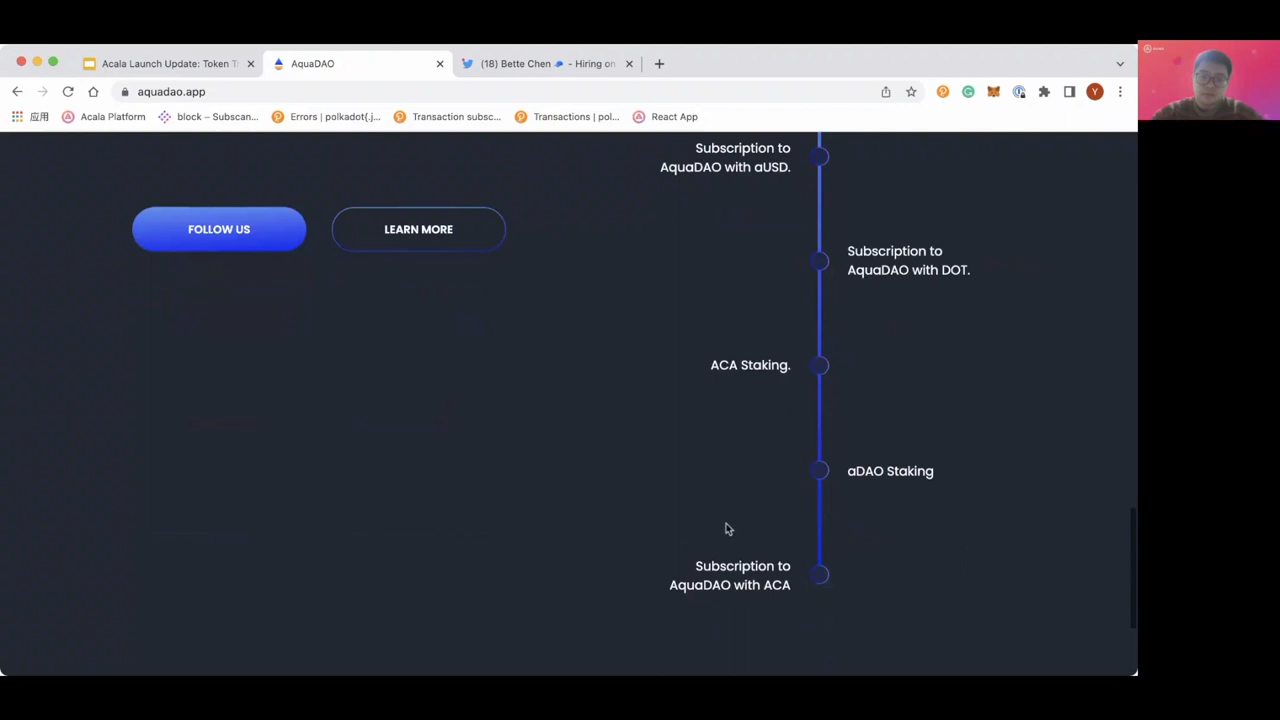 Acala Launch Update: Token T
AquaDAO
(18) Bette Chen 🧢 - Hiring on
aquadao.app
Y
应用
Acala Platform
block – Subscan...
Errors | polkadot{.j...
Transaction subsc...
Transactions | pol...
React App
Subscription to
AquaDAO with aUSD.
FOLLOW US
LEARN MORE
Subscription to
AquaDAO with DOT.
ACA Staking.
aDAO Staking
Subscription to
AquaDAO with ACA